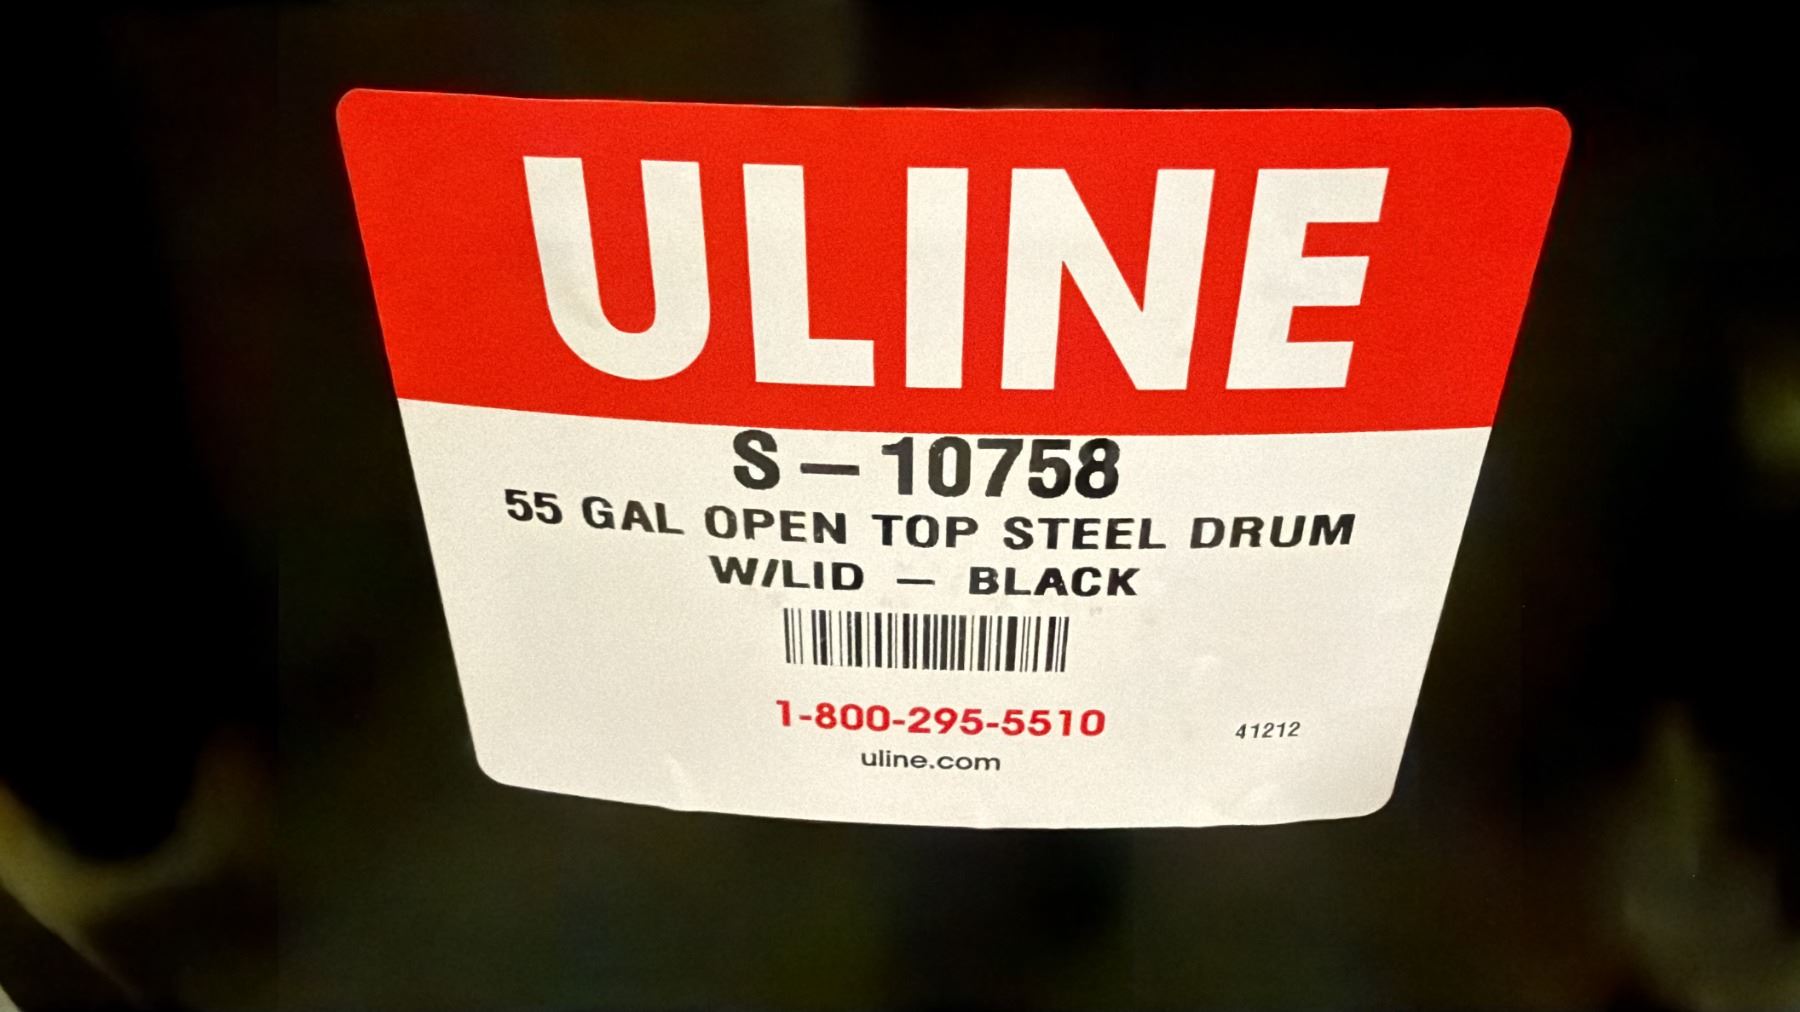 ULINE
S – 10758
55 GAL OPEN TOP STEEL DRUM
W/LID – BLACK
1-800-295-5510
41212
uline.com